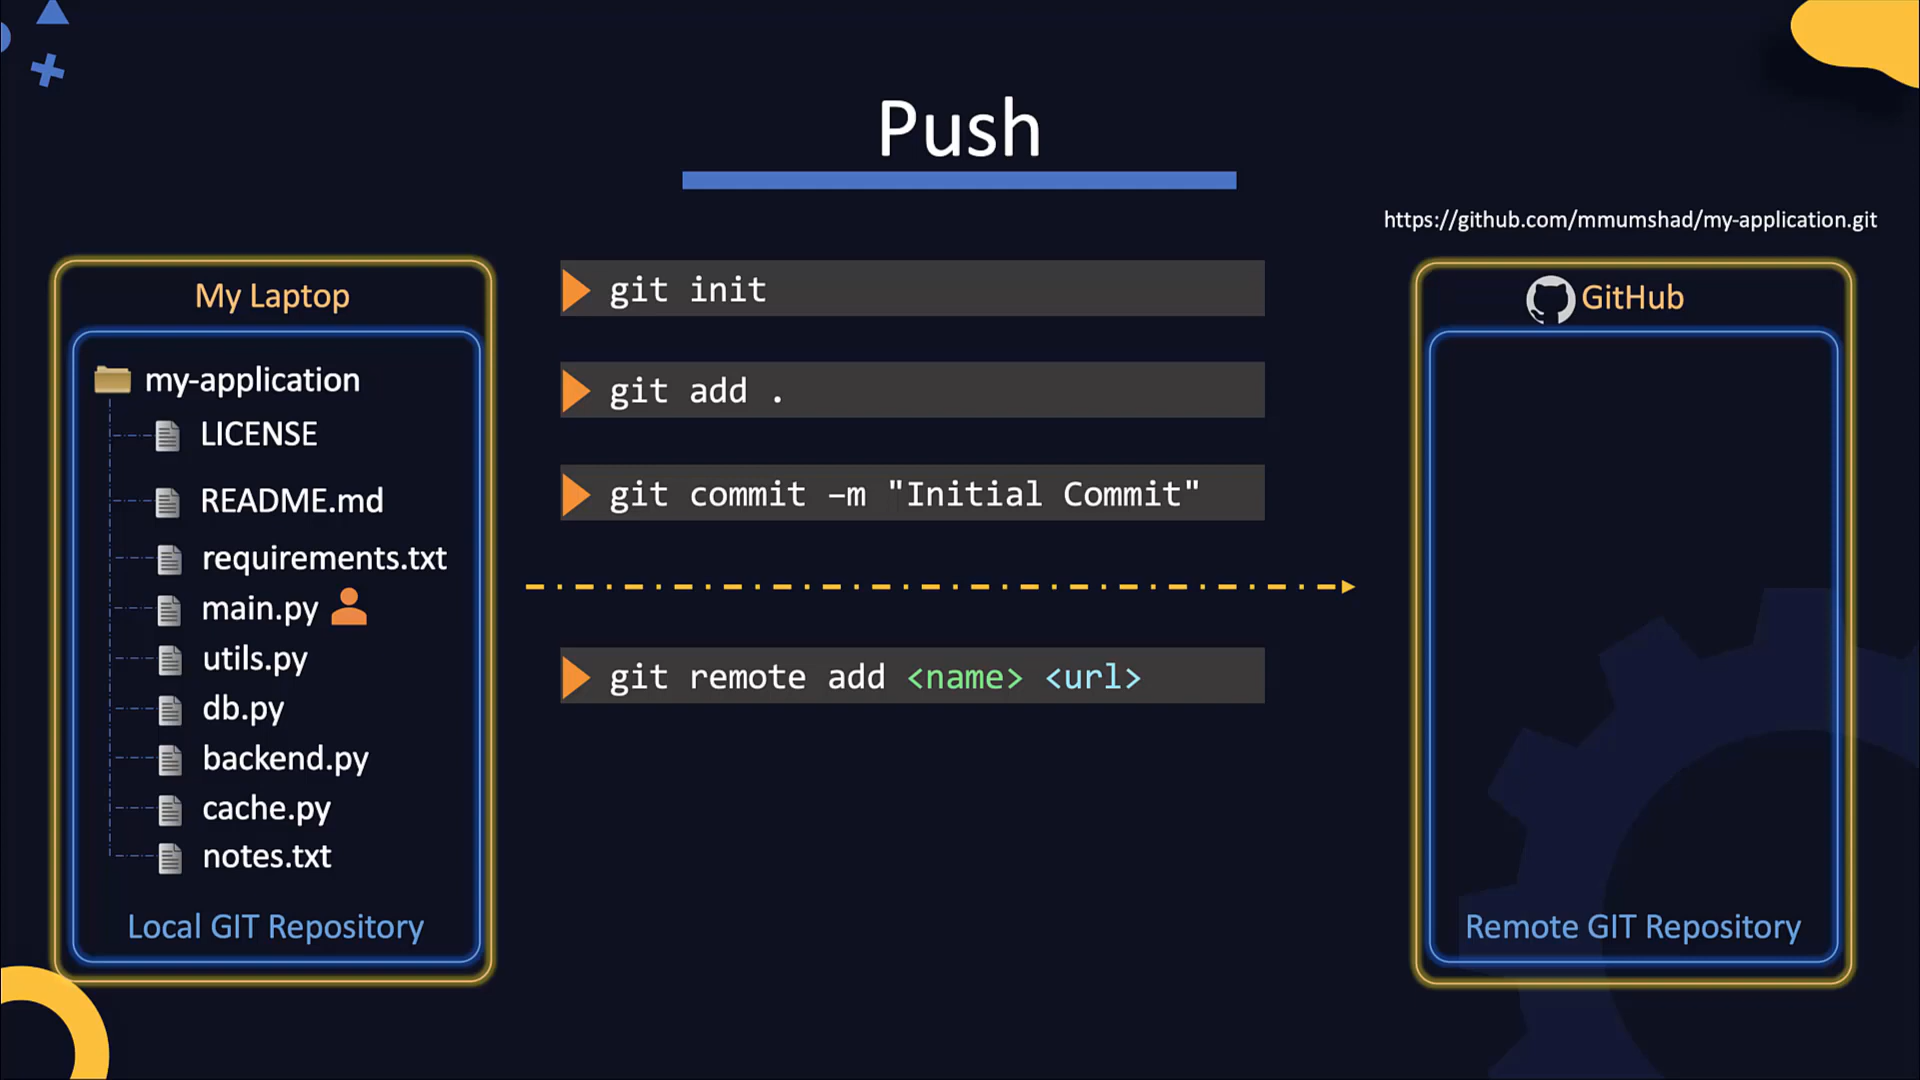 Push
https://github.com/mmumshad/my-application.git
My Laptop
my-application
LICENSE
README.md
requirements.txt
main.py
utils.py
db.py
backend.py
cache.py
notes.txt
Local GIT Repository
git init
git add .
git commit –m "Initial Commit"
git remote add <name> <url>
GitHub
Remote GIT Repository